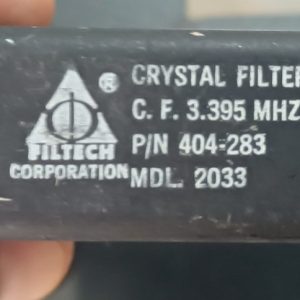 ®
CRYSTAL FILTER
C. F. 3.395 MHZ
P/N 404-283
FILTECH
CORPORATION
MDL. 2033